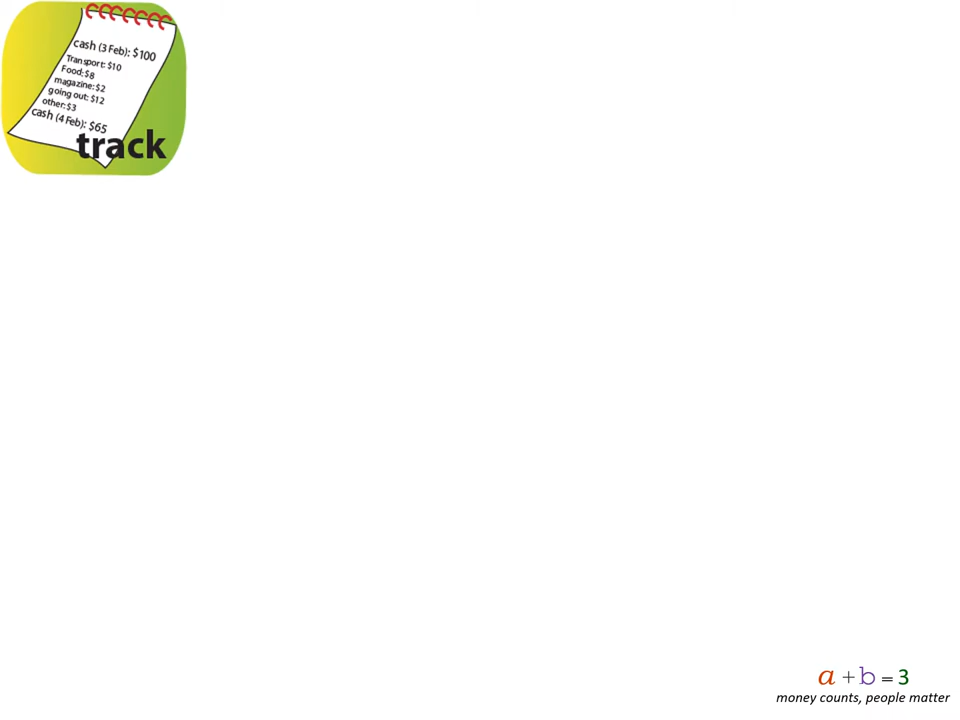 cash (3 Feb): $100
Transport: $10
Food: $8
magazine: $2
going out: $12
other: $3
cash (4 Feb): $65
track
a + b = 3
money counts, people matter